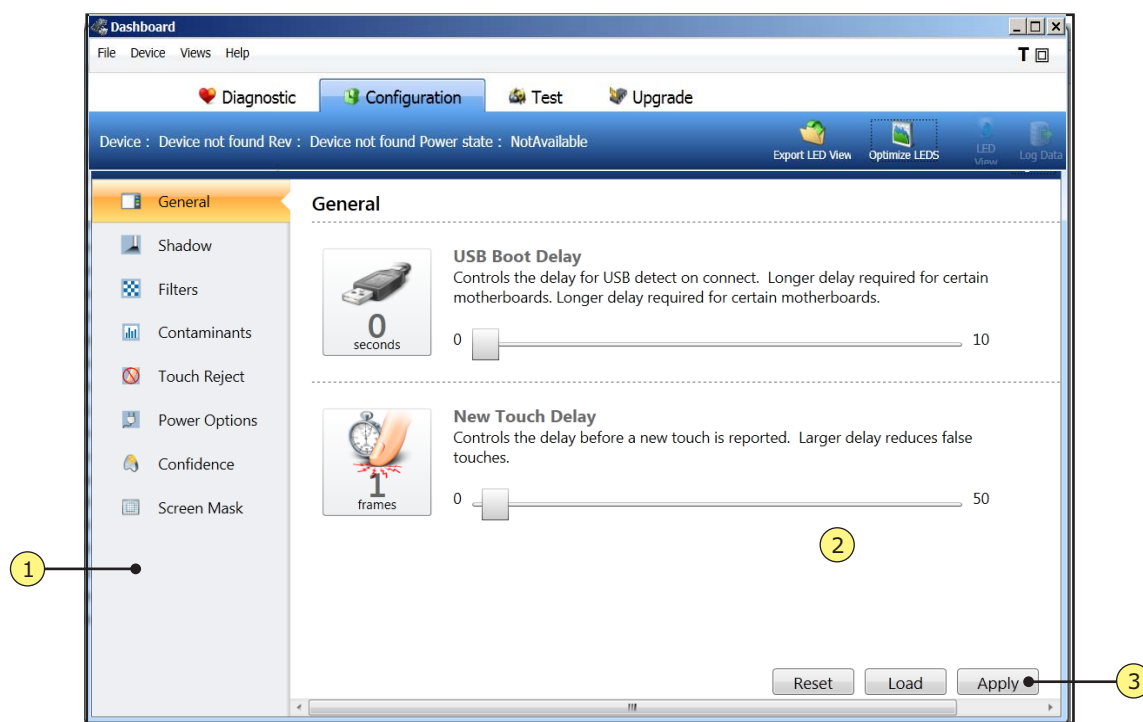 Dashboard
File Device Views Help
T
Diagnostic Configuration Test Upgrade
Device : Device not found Rev : Device not found Power state : NotAvailable
Export LED View Optimize LEDS LED View Log Data
General
Shadow
Filters
Contaminants
Touch Reject
Power Options
Confidence
Screen Mask
General
USB Boot Delay
Controls the delay for USB detect on connect. Longer delay required for certain
motherboards. Longer delay required for certain motherboards.
0
seconds
0 10
New Touch Delay
Controls the delay before a new touch is reported. Larger delay reduces false
touches.
1
frames
0 50
1
2
Reset Load Apply
3